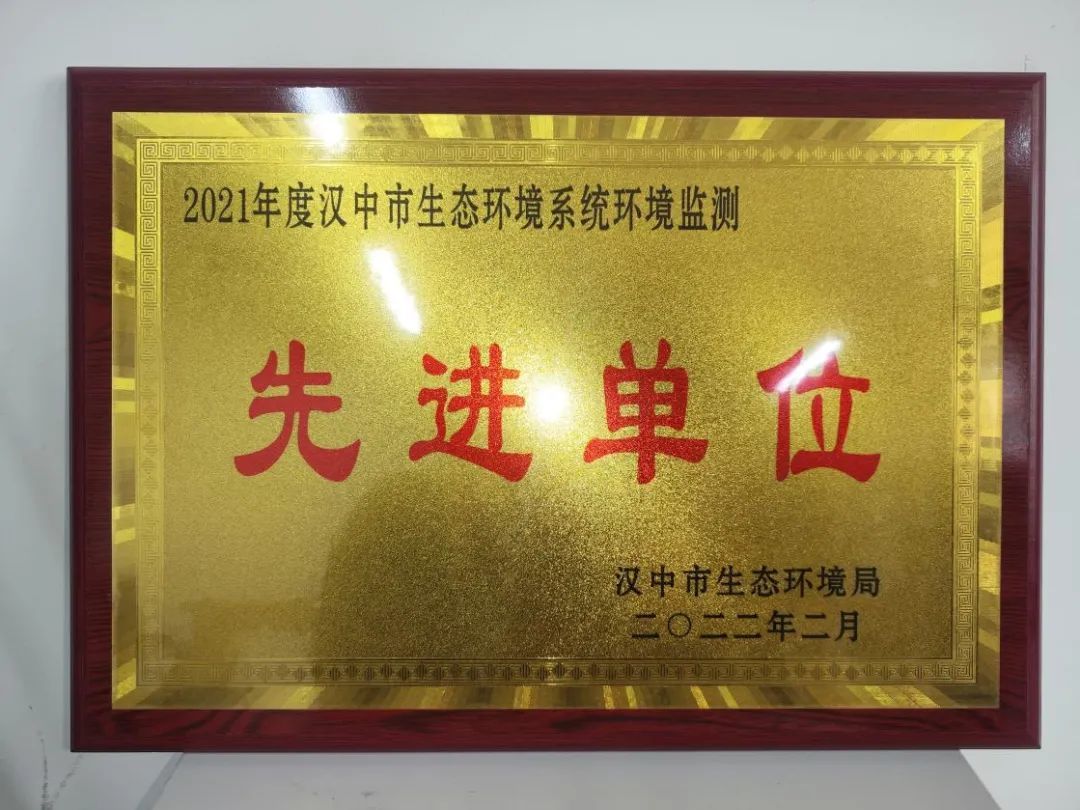 2021年度汉中市生态环境系统环境监测
先进单位
汉中市生态环境局
二〇二二年二月